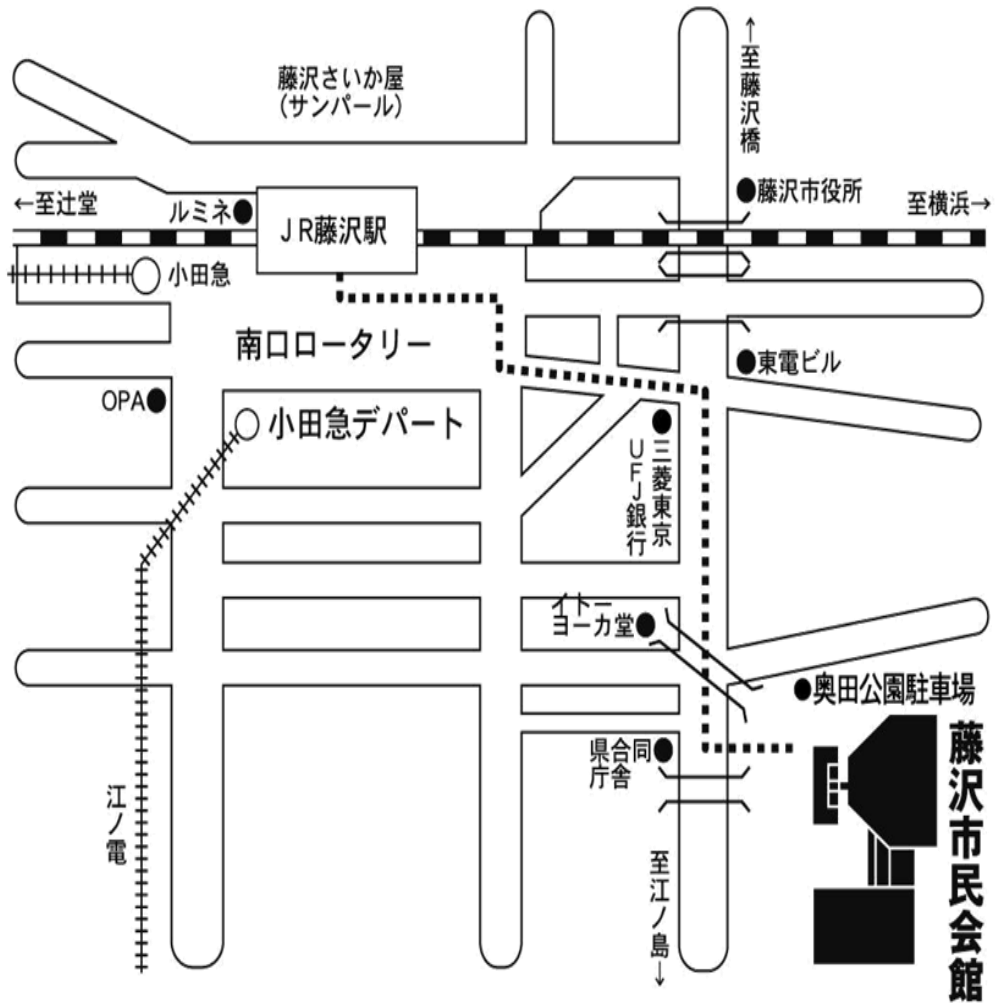 藤沢さいか屋
(サンパール)
↑至藤沢橋
←至辻堂
ルミネ
JR藤沢駅
藤沢市役所
至横浜→
小田急
南口ロータリー
東電ビル
OPA
小田急デパート
三菱東京
UFJ銀行
イトー
ヨーカ堂
奥田公園駐車場
県合同
庁舎
藤沢市民会館
江ノ電
至江ノ島↓